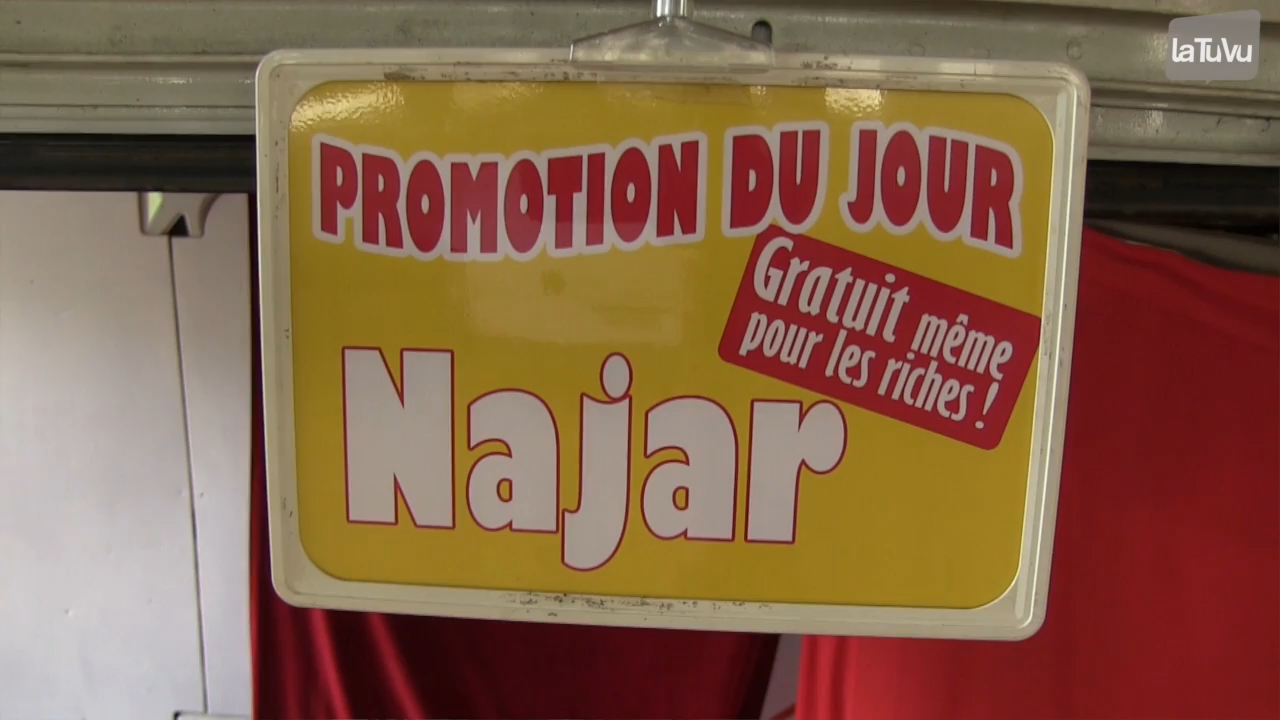 laTuVu
PROMOTION DU JOUR
Gratuit même
pour les riches !
Najar